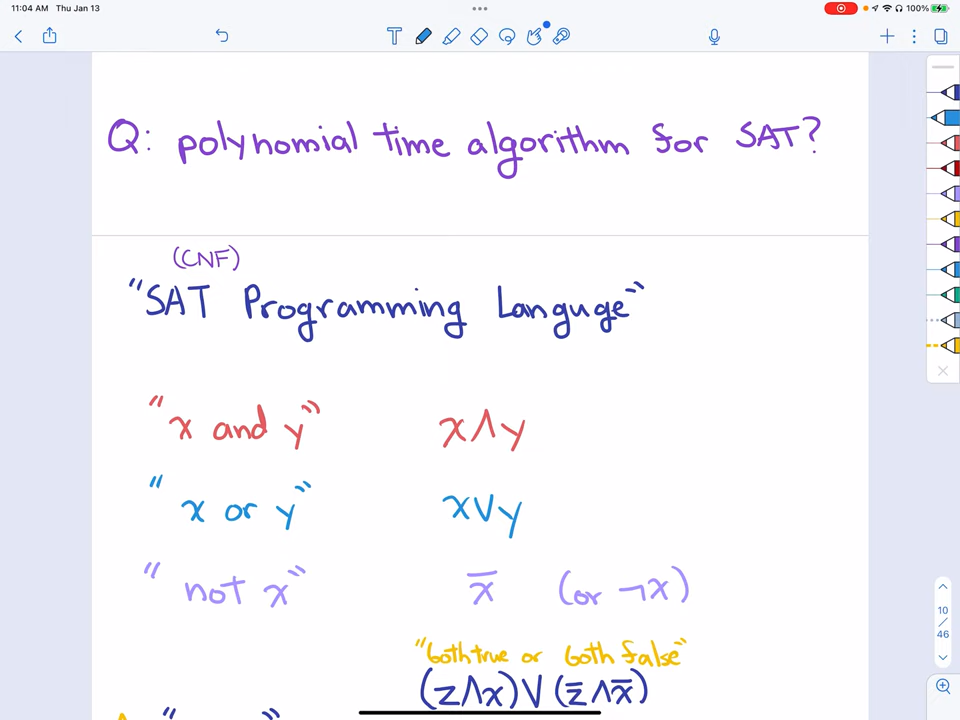 11:04 AM Thu Jan 13
100%
Q: polynomial time algorithm for SAT?
(CNF)
"SAT Programming Languge"
"x and y" x∧y
"x or y" x∨y
"not x" x̅ (or ¬x)
"both true or both false"
(z∧x)∨(z̅∧x̅)
10
/
46